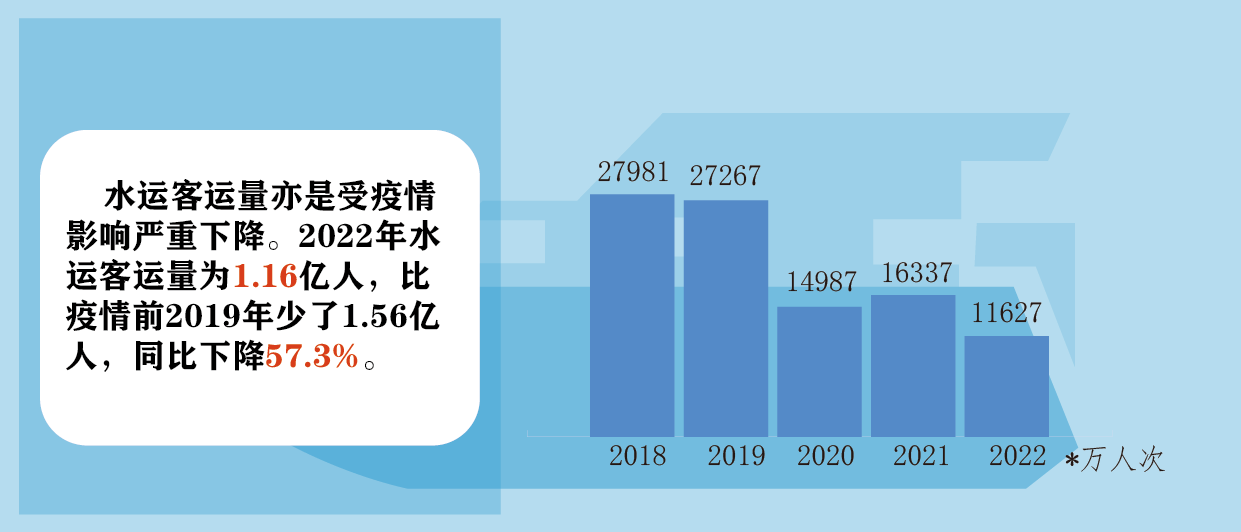 水运客运量亦是受疫情
影响严重下降。2022年水
运客运量为1.16亿人，比
疫情前2019年少了1.56亿
人，同比下降57.3%。
27981
27267
14987
16337
11627
2018
2019
2020
2021
2022
*万人次